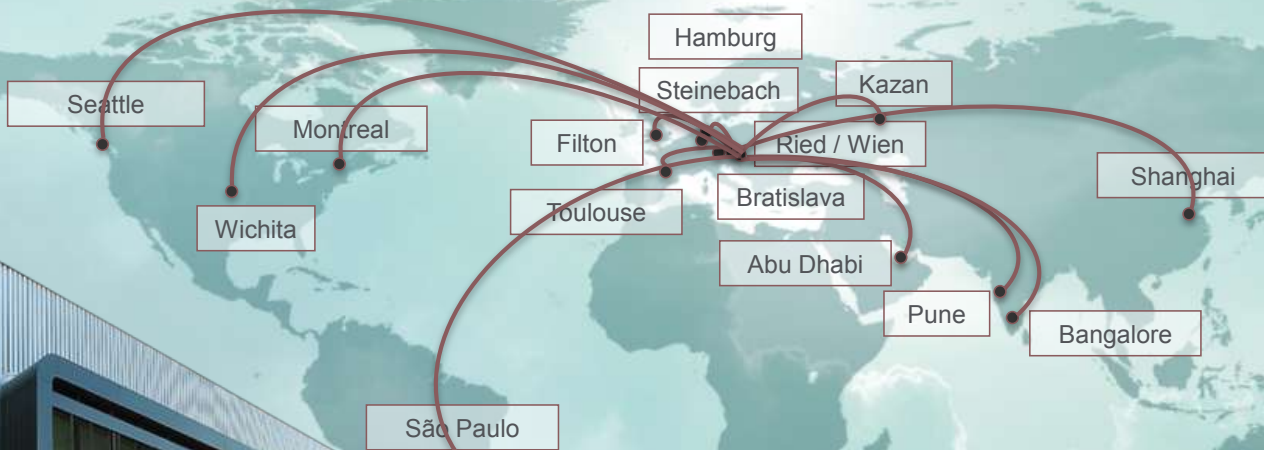 Hamburg
Seattle
Steinebach
Kazan
Montreal
Filton
Ried / Wien
Shanghai
Bratislava
Toulouse
Wichita
Abu Dhabi
Pune
Bangalore
São Paulo